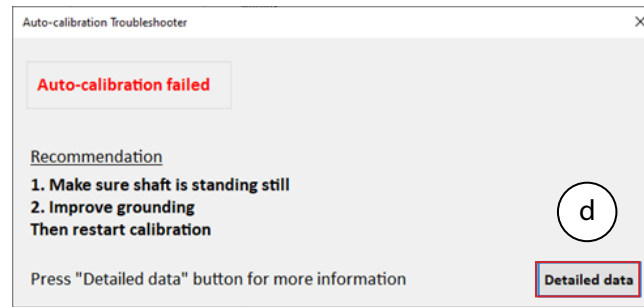 Auto-calibration Troubleshooter
Auto-calibration failed
Recommendation
1. Make sure shaft is standing still
2. Improve grounding
Then restart calibration
d
Press "Detailed data" button for more information
Detailed data